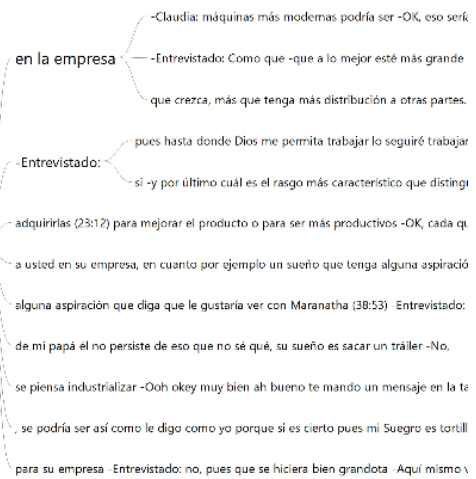 -Claudia: máquinas más modernas podría ser -OK, eso sería
en la empresa
-Entrevistado: Como que -que a lo mejor esté más grande
que crezca, más que tenga más distribución a otras partes..
pues hasta donde Dios me permita trabajar lo seguiré
-Entrevistado:
si -y por último cuál es el rasgo más característico que
adquirirlas (23:12) para mejorar el producto o para ser más productivos -OK, cada
a usted en su empresa, en cuanto por ejemplo un sueño que tenga alguna
alguna aspiración que diga que le gustaría ver con Maranatha (38:53) -Entrevistado:
de mi papá él no persiste de eso que no sé qué, su sueño es sacar un tráiler -No,
se piensa industrializar -Ooh okey muy bien ah bueno te mando un mensaje en la
, se podría ser así como le digo como yo porque si es cierto pues mi Suegro es
para su empresa -Entrevistado: no, pues que se hiciera bien grandota -Aquí mismo